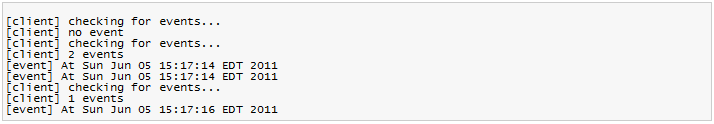 [client] checking for events...
[client] no event
[client] checking for events...
[client] 2 events
[event] At Sun Jun 05 15:17:14 EDT 2011
[event] At Sun Jun 05 15:17:14 EDT 2011
[client] checking for events...
[client] 1 events
[event] At Sun Jun 05 15:17:16 EDT 2011